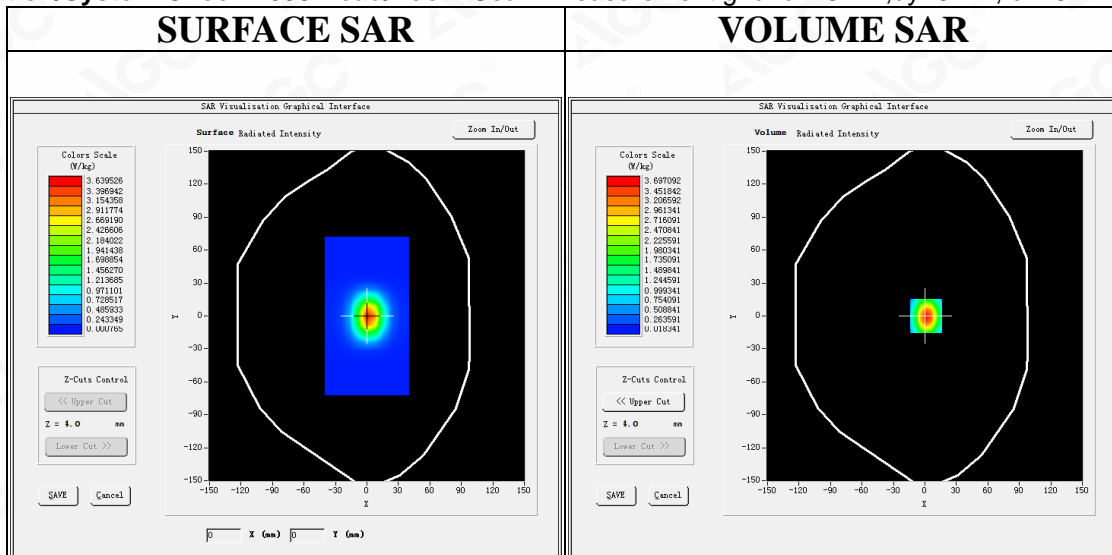 SURFACE SAR
VOLUME SAR
SAR Visualisation Graphical Interface
Surface Radiated Intensity
Zoom In/Out
Colors Scale
(W/kg)
3.639526
3.396942
3.154358
2.911774
2.669190
2.426606
2.184022
1.941438
1.698854
1.456270
1.213685
0.971101
0.728517
0.485933
0.243349
0.000765
Z-Cuts Control
<< Upper Cut
Z = 4.0 mm
Lower Cut >>
SAVE Cancel
150
120
90
60
30
0
-30
-60
-90
-120
-150
Y
-150 -120 -90 -60 -30 0 30 60 90 120 150
X
0 X (mm) 0 Y (mm)
SAR Visualisation Graphical Interface
Volume Radiated Intensity
Zoom In/Out
Colors Scale
(W/kg)
3.697092
3.451842
3.206592
2.961341
2.716091
2.470841
2.225591
1.980341
1.735091
1.489841
1.244591
0.999341
0.754091
0.508841
0.263591
0.018341
Z-Cuts Control
<< Upper Cut
Z = 4.0 mm
Lower Cut >>
SAVE Cancel
150
120
90
60
30
0
-30
-60
-90
-120
-150
Y
-150 -120 -90 -60 -30 0 30 60 90 120 150
X